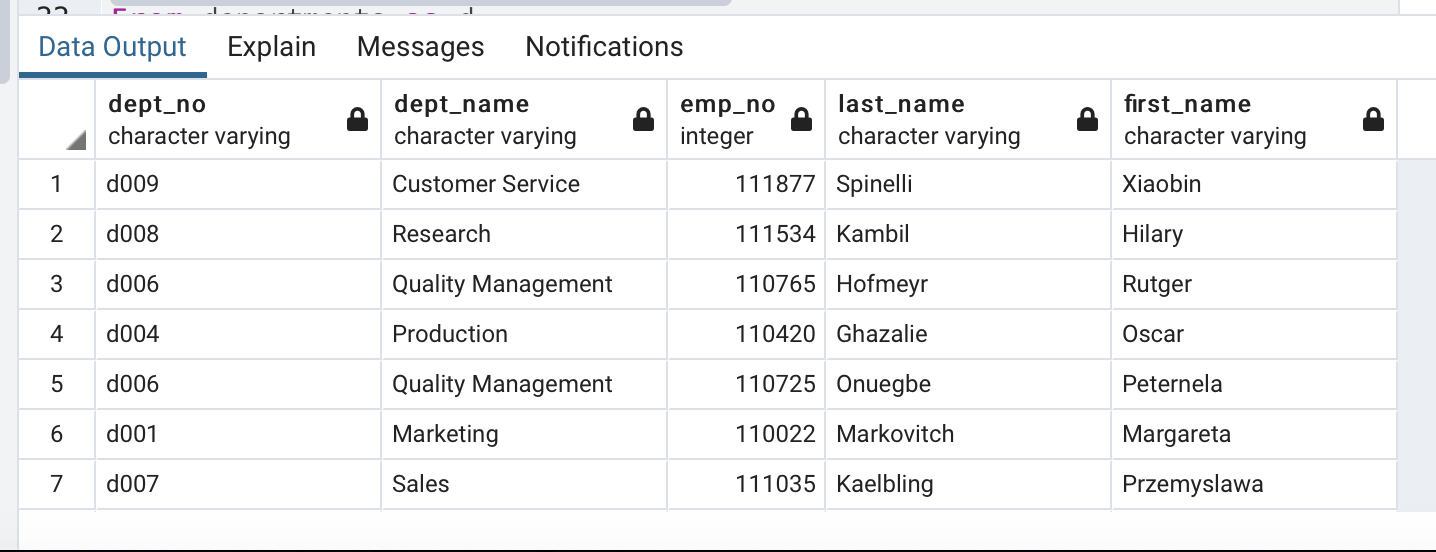 Data Output Explain Messages Notifications
dept_no dept_name emp_no last_name first_name
character varying character varying integer character varying character varying
1 d009 Customer Service 111877 Spinelli Xiaobin
2 d008 Research 111534 Kambil Hilary
3 d006 Quality Management 110765 Hofmeyr Rutger
4 d004 Production 110420 Ghazalie Oscar
5 d006 Quality Management 110725 Onuegbe Peternela
6 d001 Marketing 110022 Markovitch Margareta
7 d007 Sales 111035 Kaelbling Przemyslawa